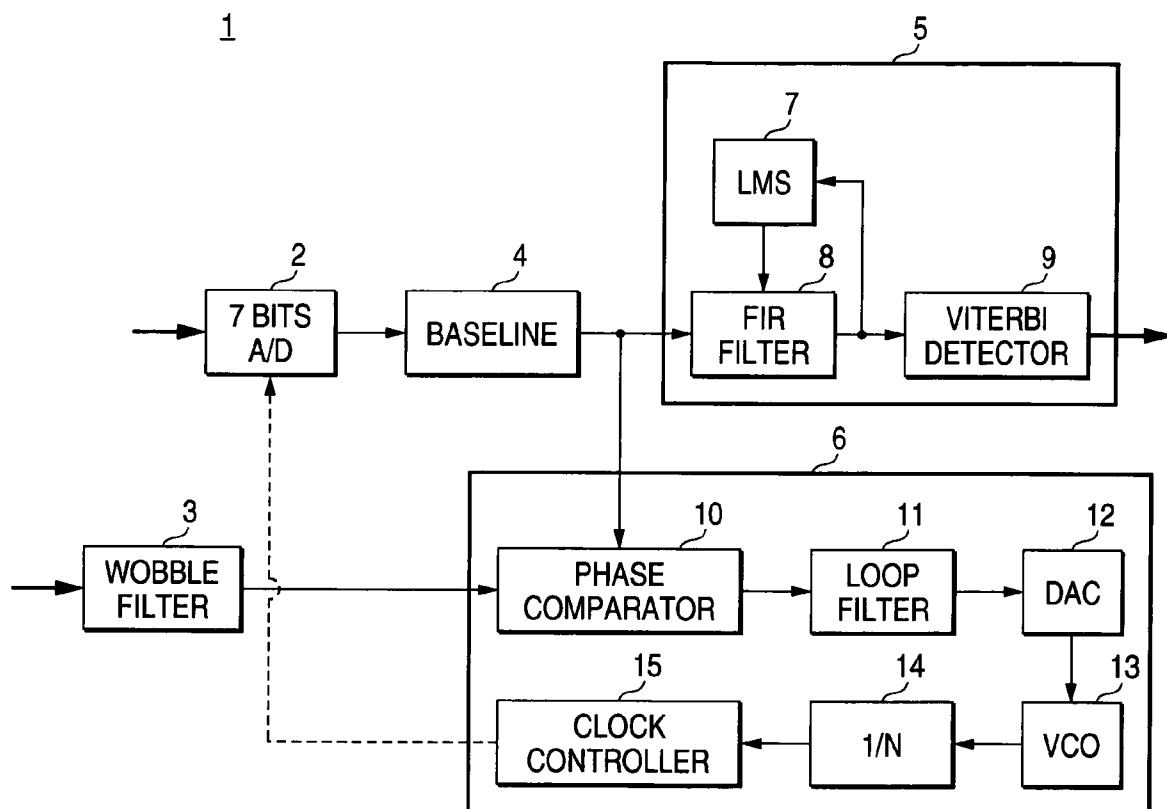 1
5
7
LMS
2
7 BITS
A/D
4
BASELINE
8
FIR
FILTER
9
VITERBI
DETECTOR
6
3
WOBBLE
FILTER
10
PHASE
COMPARATOR
11
LOOP
FILTER
12
DAC
15
CLOCK
CONTROLLER
14
1/N
13
VCO